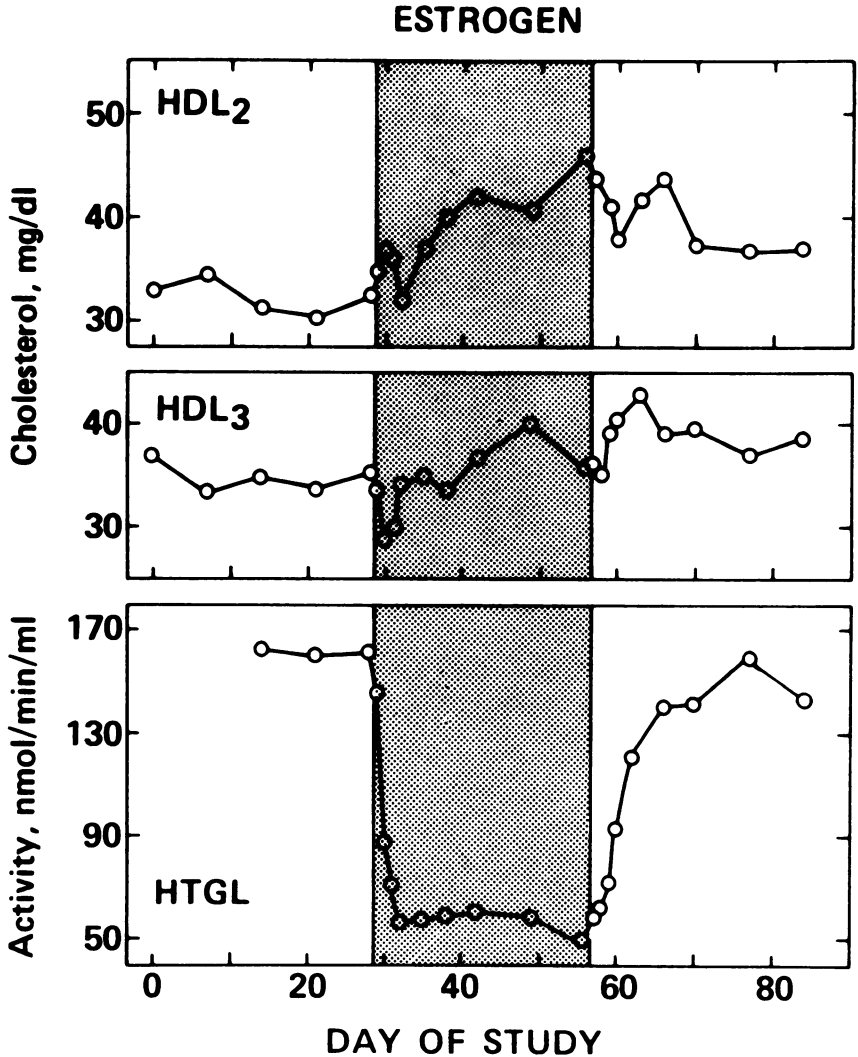 ESTROGEN
HDL2
50
40
30
Cholesterol, mg/dl
HDL3
40
30
170
130
90
50
Activity, nmol/min/ml
HTGL
0 20 40 60 80
DAY OF STUDY